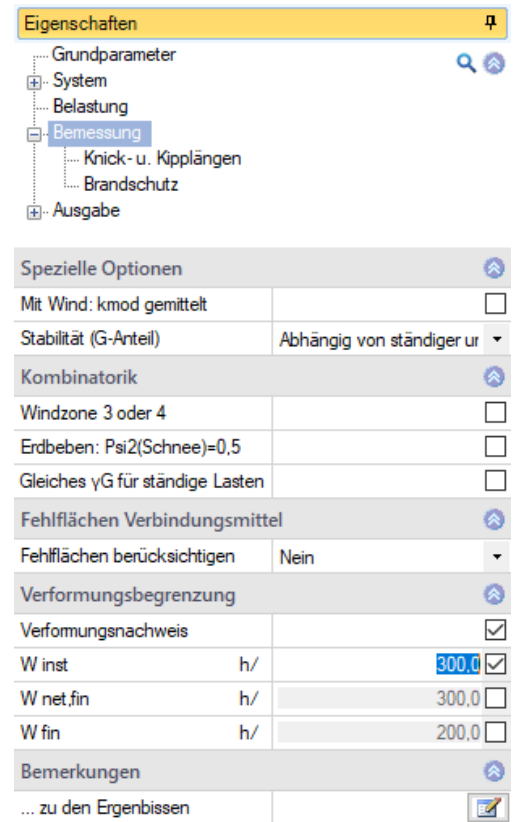 Eigenschaften
Grundparameter
System
Belastung
Bemessung
Knick- u. Kipplängen
Brandschutz
Ausgabe
Spezielle Optionen
Mit Wind: kmod gemittelt
Stabilität (G-Anteil) Abhängig von ständiger ur
Kombinatorik
Windzone 3 oder 4
Erdbeben: Psi2(Schnee)=0,5
Gleiches γG für ständige Lasten
Fehlflächen Verbindungsmittel
Fehlflächen berücksichtigen Nein
Verformungsbegrenzung
Verformungsnachweis
W inst h/ 300,0
W net,fin h/ 300,0
W fin h/ 200,0
Bemerkungen
... zu den Ergenbissen